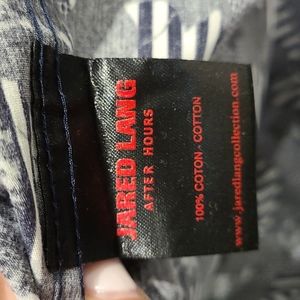 JARED LANG
AFTER HOURS
100% COTON - COTTON
www.jaredlangcollection.com